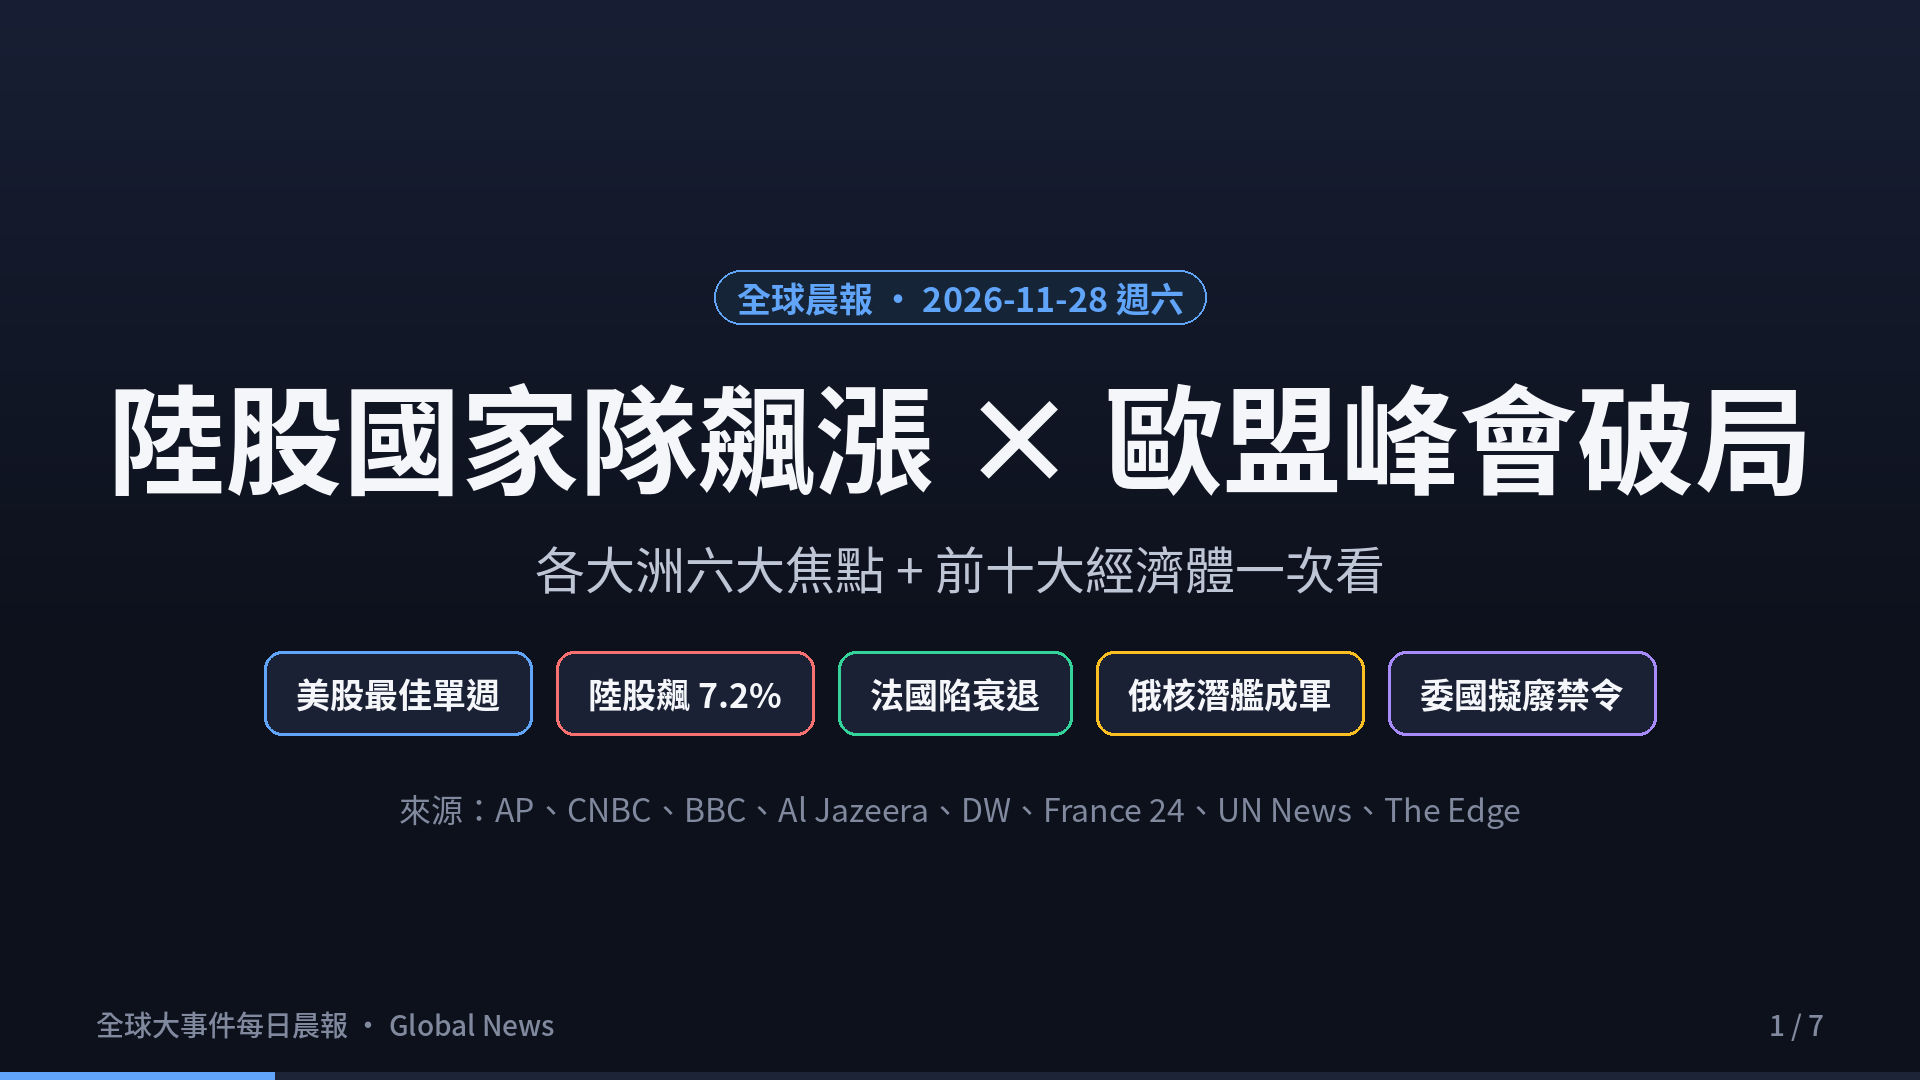 全球晨報 • 2026-11-28 週六
陸股國家隊飆漲 × 歐盟峰會破局
各大洲六大焦點 + 前十大經濟體一次看
美股最佳單週
陸股飆 7.2%
法國陷衰退
俄核潛艦成軍
委國擬廢禁令
來源：AP、CNBC、BBC、Al Jazeera、DW、France 24、UN News、The Edge
全球大事件每日晨報 • Global News
1 / 7